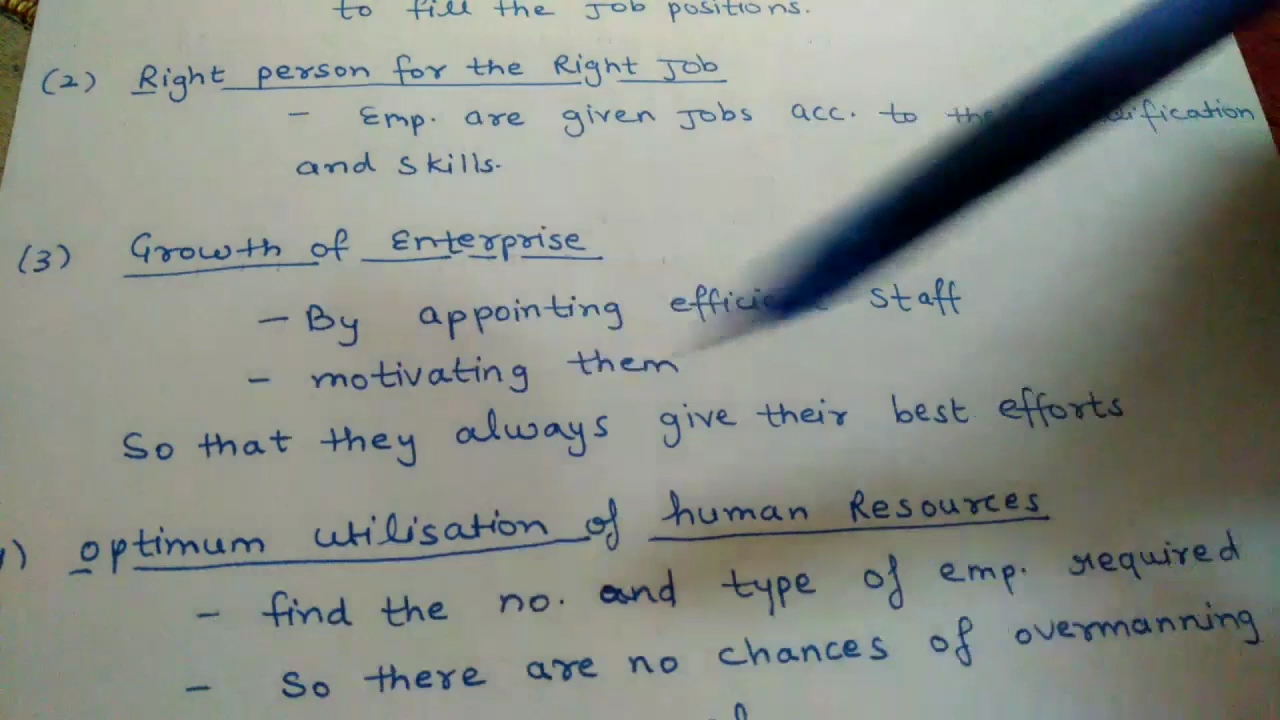 to fill the Job positions.
(2) Right person for the Right Job
- Emp. are given Jobs acc. to
and skills.
(3) Growth of Enterprise
- By appointing staff
- motivating them
So that they always give their best efforts
) optimum utilisation of human Resources
- find the no. and type of emp. required
- So there are no chances of overmanning